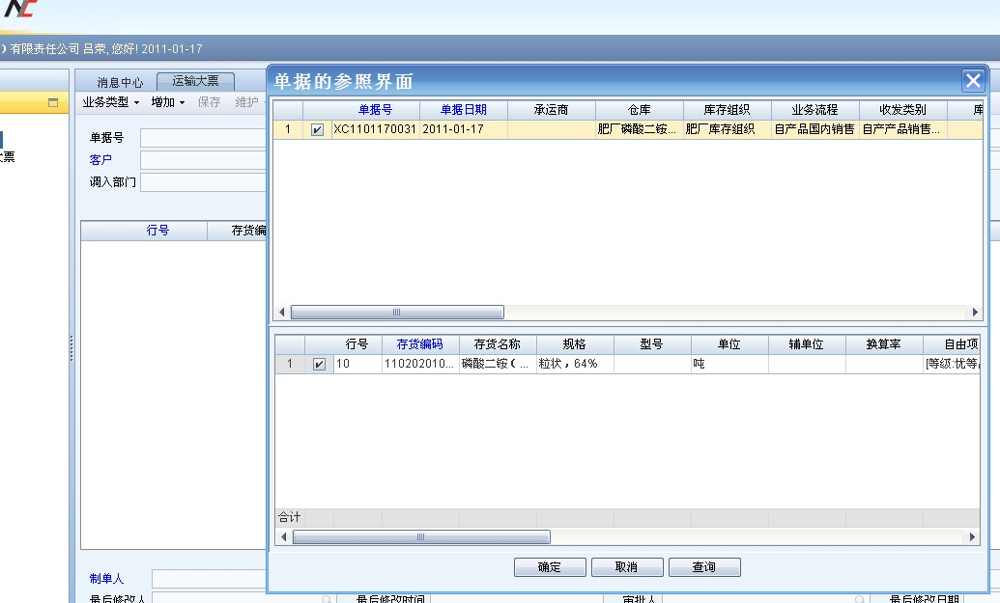 NC
)有限责任公司 吕荣, 您好! 2011-01-17
消息中心 运输大票
业务类型 增加 保存 维护
单据号
客户
调入部门
票
行号 存货编
单据的参照界面
单据号 单据日期 承运商 仓库 库存组织 业务流程 收发类别 库
1 XC1101170031 2011-01-17 肥厂磷酸二铵... 肥厂库存组织 自产品国内销售 自产产品销售...
行号 存货编码 存货名称 规格 型号 单位 辅单位 换算率 自由项
1 10 110202010... 磷酸二铵(... 粒状，64% 吨 [等级:优等
合计
确定 取消 查询
制单人
最后修改人 最后修改时间 审批人 最后修改日期